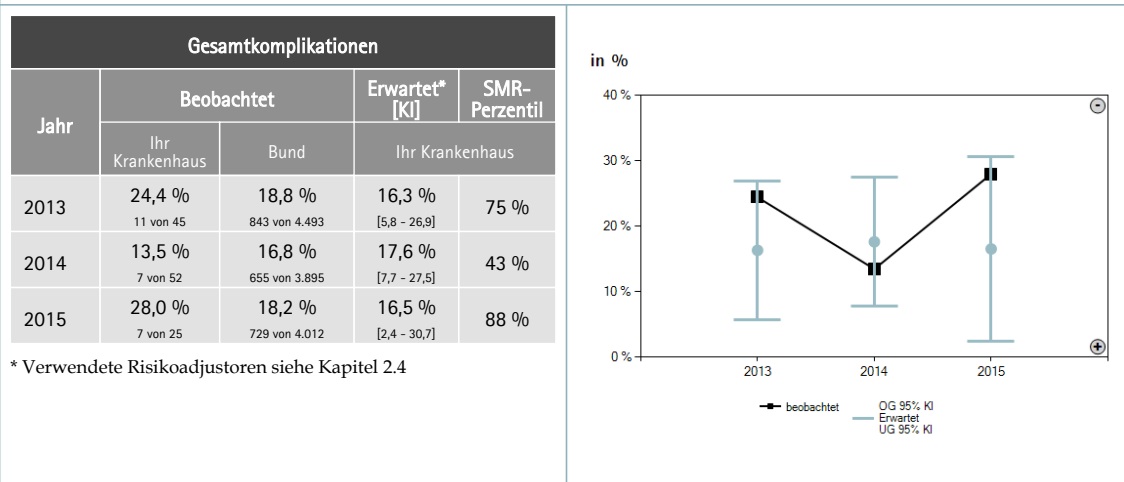 Gesamtkomplikationen
Jahr
Beobachtet
Erwartet*
[KI]
SMR-
Perzentil
Ihr
Krankenhaus
Bund
Ihr Krankenhaus
2013
24,4 %
11 von 45
18,8 %
843 von 4.493
16,3 %
[5,8 - 26,9]
75 %
2014
13,5 %
7 von 52
16,8 %
655 von 3.895
17,6 %
[7,7 - 27,5]
43 %
2015
28,0 %
7 von 25
18,2 %
729 von 4.012
16,5 %
[2,4 - 30,7]
88 %
* Verwendete Risikoadjustoren siehe Kapitel 2.4
in %
40 %
30 %
20 %
10 %
0 %
-
+
2013 2014 2015
beobachtet
OG 95% KI
Erwartet
UG 95% KI